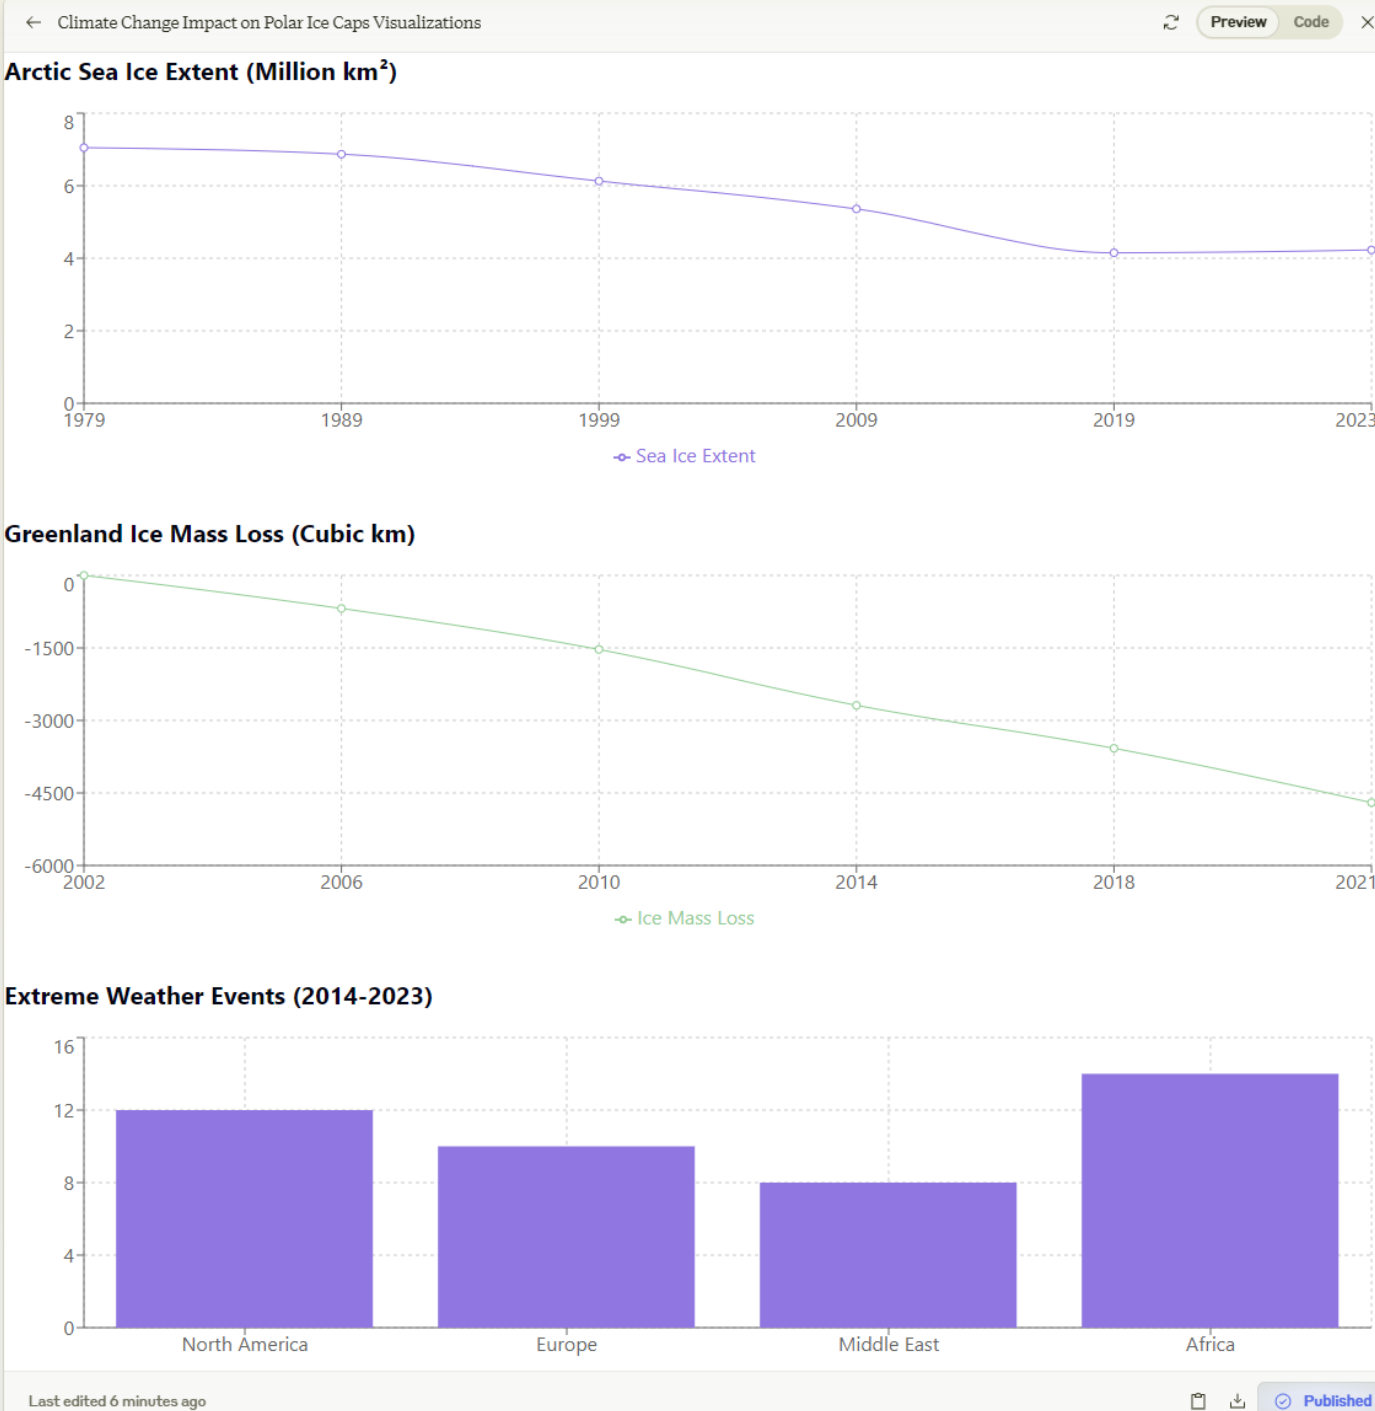 Climate Change Impact on Polar Ice Caps Visualizations
Preview Code
Arctic Sea Ice Extent (Million km²)
8
6
4
2
0
1979 1989 1999 2009 2019 2023
Sea Ice Extent
Greenland Ice Mass Loss (Cubic km)
0
-1500
-3000
-4500
-6000
2002 2006 2010 2014 2018 2021
Ice Mass Loss
Extreme Weather Events (2014-2023)
16
12
8
4
0
North America Europe Middle East Africa
Last edited 6 minutes ago
Published